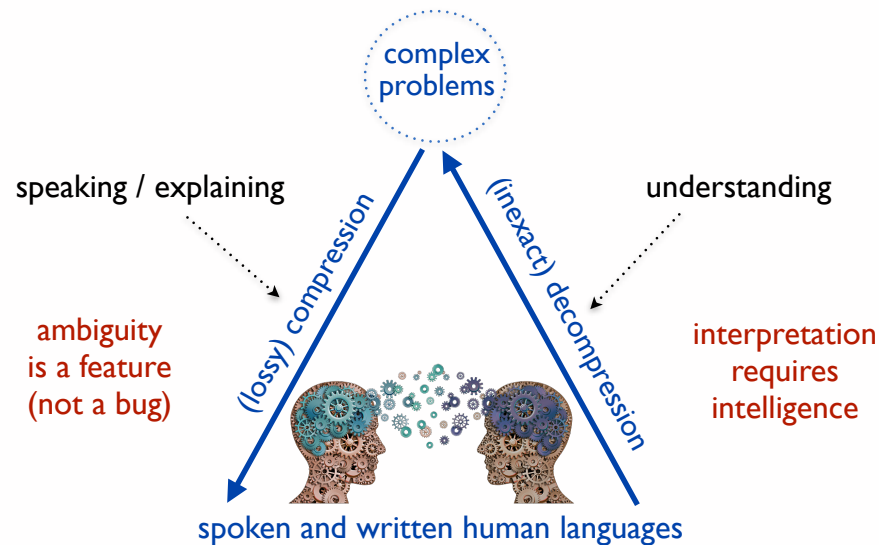 complex
problems
speaking / explaining
understanding
(lossy) compression
(inexact) decompression
ambiguity
is a feature
(not a bug)
interpretation
requires
intelligence
spoken and written human languages